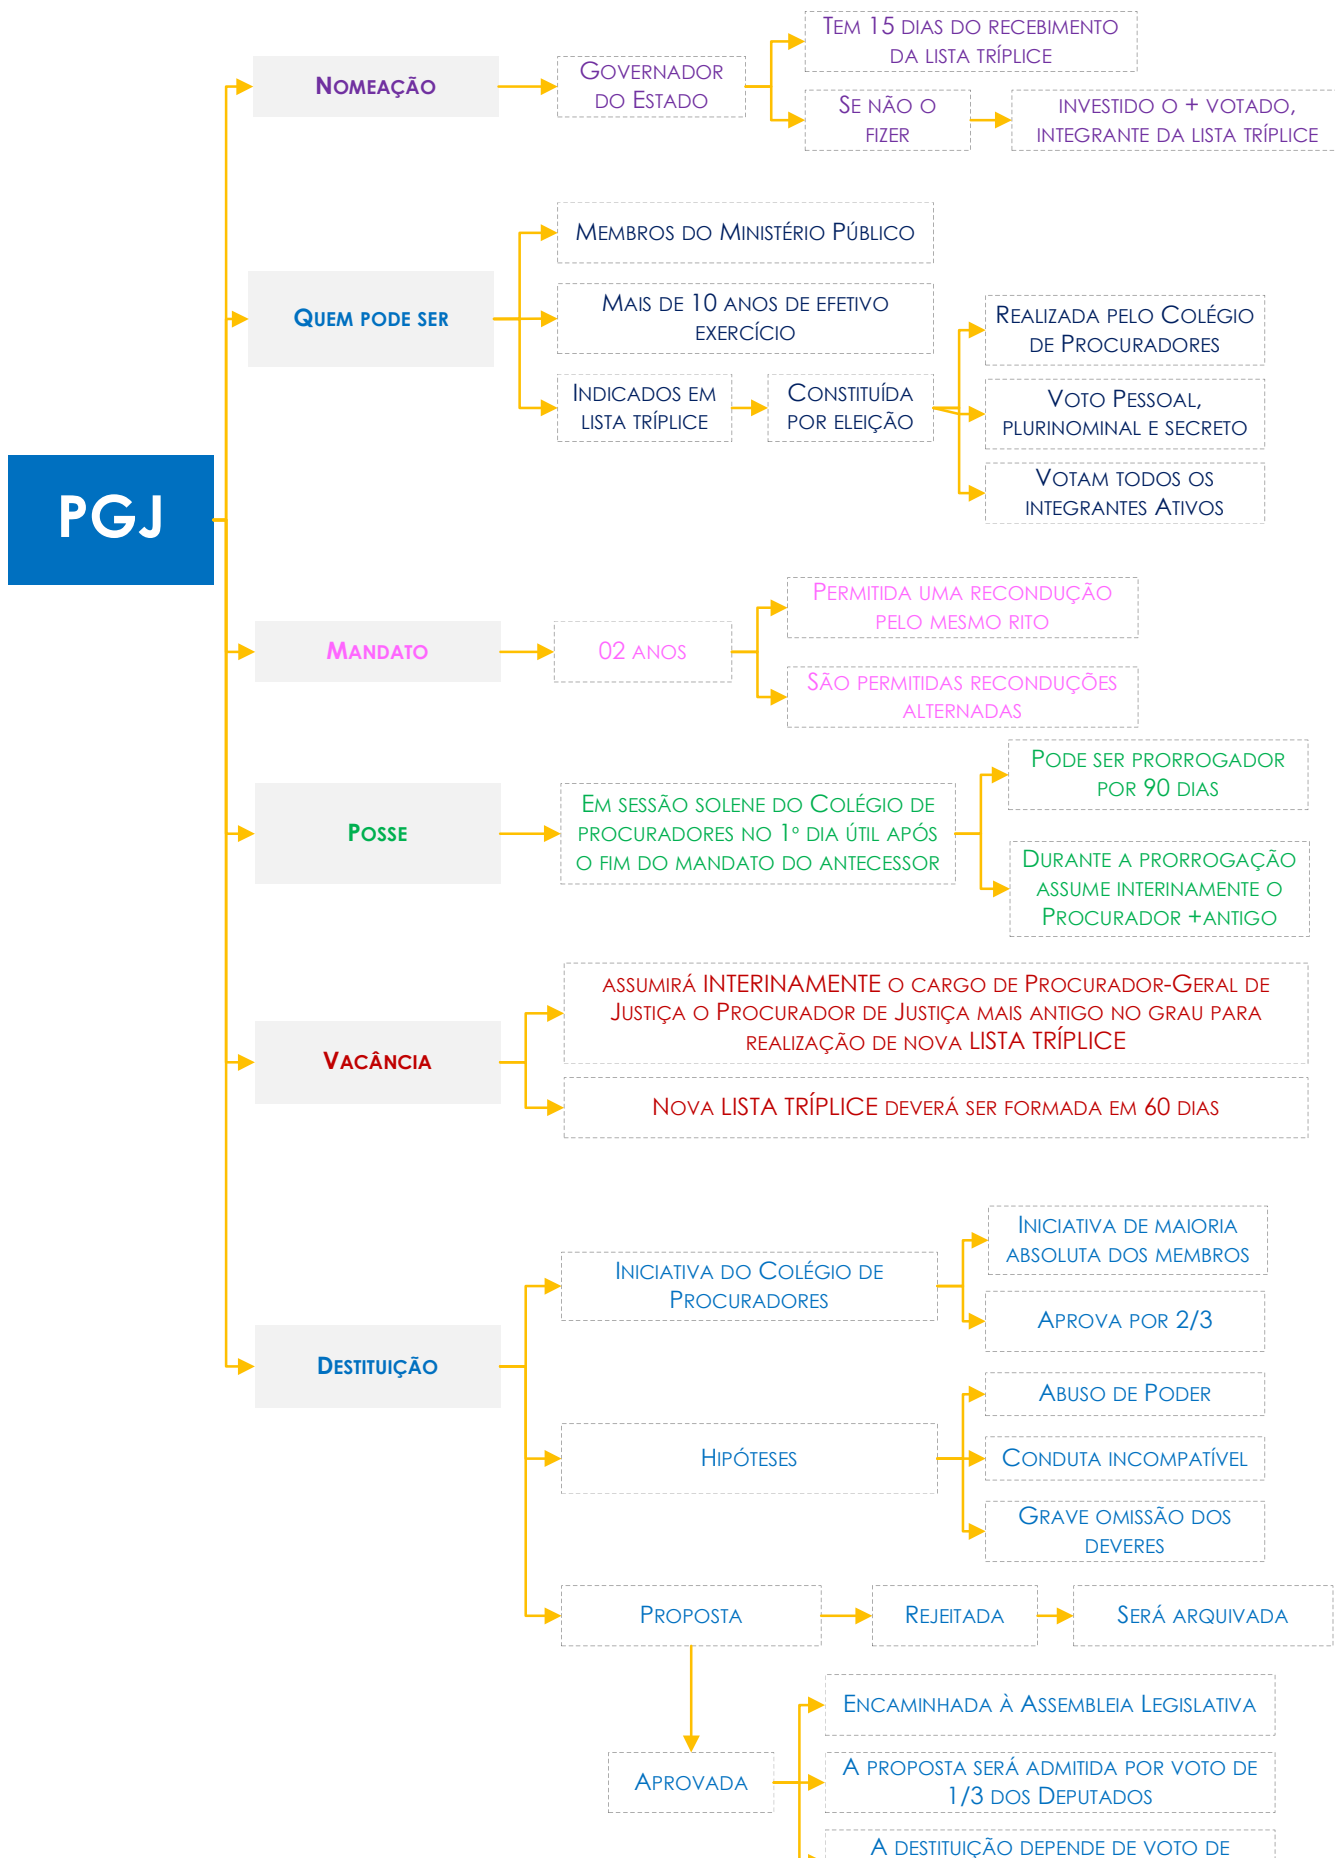 PGJ
Nomeação
Governador
do Estado
Tem 15 dias do recebimento
da lista tríplice
Se não o
fizer
investido o + votado,
integrante da lista tríplice
Quem pode ser
Membros do Ministério Público
Mais de 10 anos de efetivo
exercício
Indicados em
lista tríplice
Constituída
por eleição
Realizada pelo Colégio
de Procuradores
Voto Pessoal,
plurinominal e secreto
Votam todos os
integrantes Ativos
Mandato
02 anos
Permitida uma recondução
pelo mesmo rito
São permitidas reconduções
alternadas
Posse
Em sessão solene do Colégio de
procuradores no 1º dia útil após
o fim do mandato do antecessor
Pode ser prorrogador
por 90 dias
Durante a prorrogação
assume interinamente o
Procurador +antigo
Vacância
assumirá INTERINAMENTE o cargo de Procurador-Geral de
Justiça o Procurador de Justiça mais antigo no grau para
realização de nova LISTA TRÍPLICE
Nova LISTA TRÍPLICE deverá ser formada em 60 dias
Destituição
Iniciativa do Colégio de
Procuradores
Iniciativa de maioria
absoluta dos membros
Aprova por 2/3
Hipóteses
Abuso de Poder
Conduta incompatível
Grave omissão dos
deveres
Proposta
Rejeitada
Será arquivada
Aprovada
Encaminhada à Assembleia Legislativa
A proposta será admitida por voto de
1/3 dos Deputados
A destituição depende de voto de